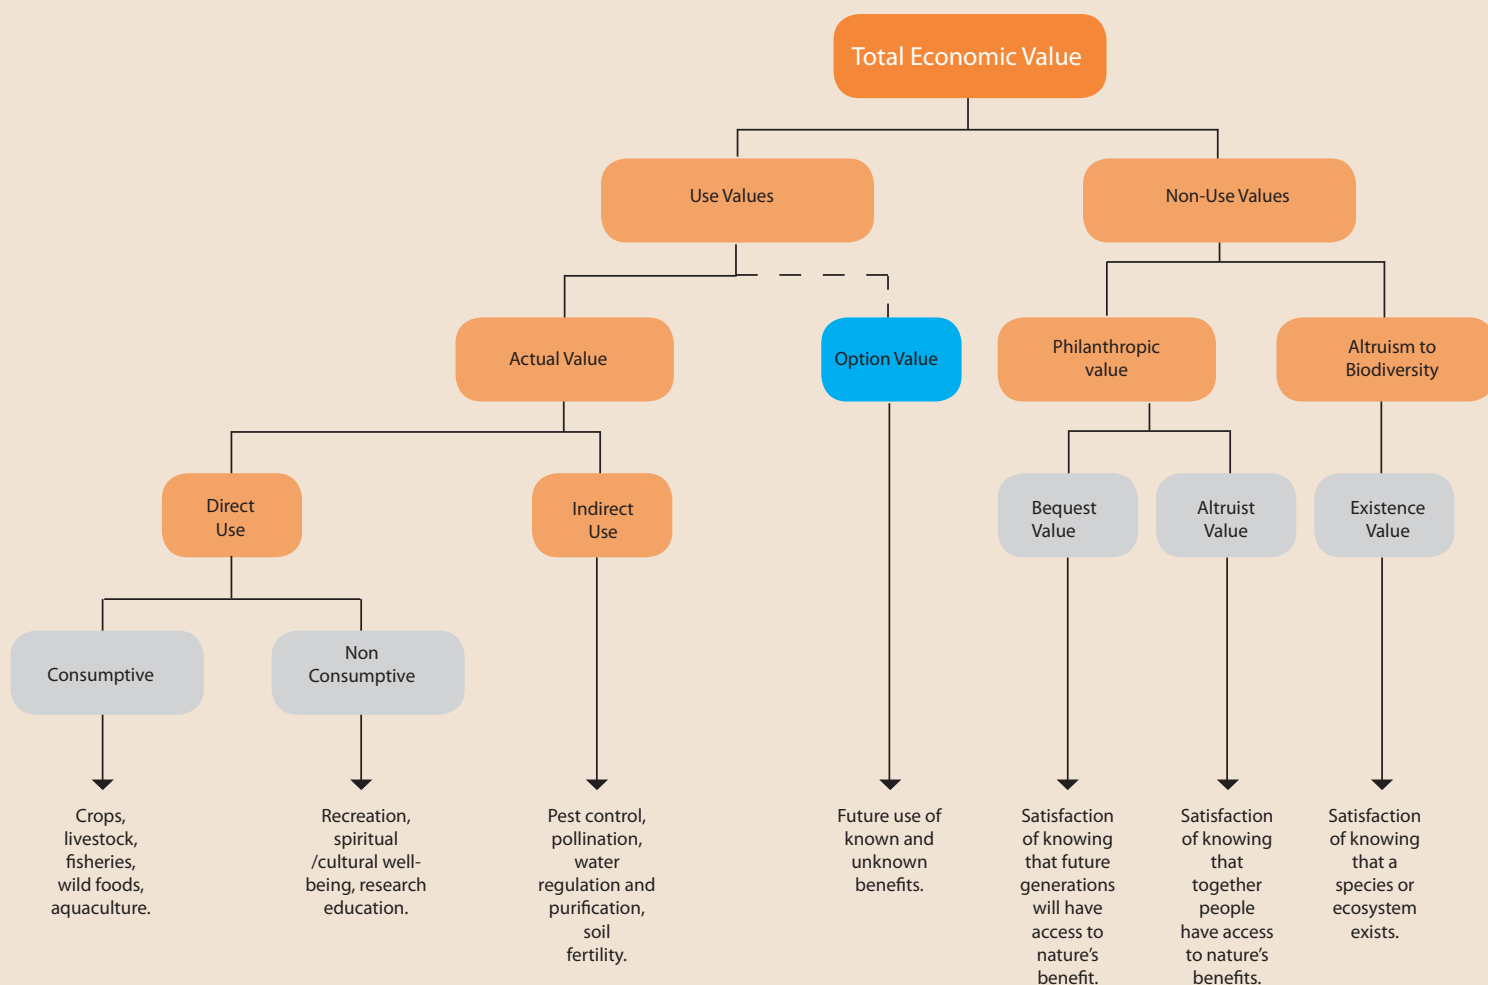 Total Economic Value
Use Values
Non-Use Values
Actual Value
Option Value
Philanthropic
value
Altruism to
Biodiversity
Direct
Use
Indirect
Use
Bequest
Value
Altruist
Value
Existence
Value
Consumptive
Non
Consumptive
Crops,
livestock,
fisheries,
wild foods,
aquaculture.
Recreation,
spiritual
/cultural well-
being, research
education.
Pest control,
pollination,
water
regulation and
purification,
soil
fertility.
Future use of
known and
unknown
benefits.
Satisfaction
of knowing
that future
generations
will have
access to
nature's
benefit.
Satisfaction
of knowing
that
together
people
have access
to nature's
benefits.
Satisfaction
of knowing
that a
species or
ecosystem
exists.